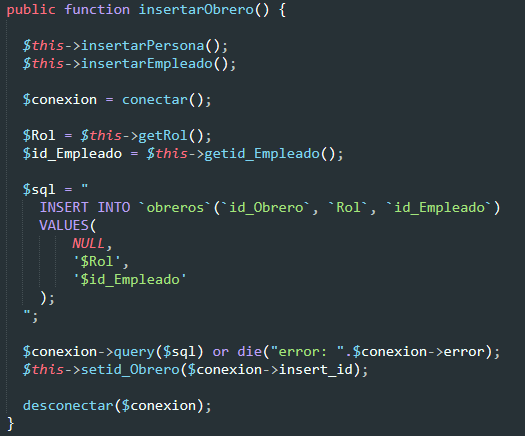 public function insertarObrero() {
$this->insertarPersona();
$this->insertarEmpleado();
$conexion = conectar();
$Rol = $this->getRol();
$id_Empleado = $this->getid_Empleado();
$sql = "
INSERT INTO `obreros`(`id_Obrero`, `Rol`, `id_Empleado`)
VALUES(
NULL,
'$Rol',
'$id_Empleado'
);
";
$conexion->query($sql) or die("error: ".$conexion->error);
$this->setid_Obrero($conexion->insert_id);
desconectar($conexion);
}